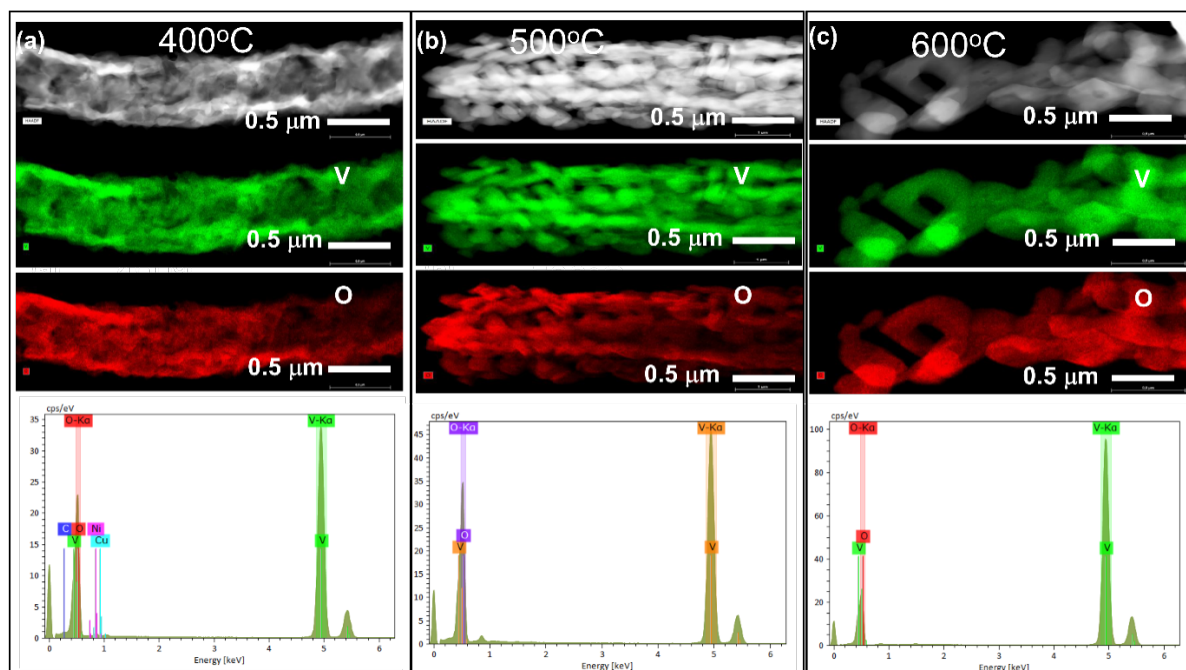 (a) 400°C
HAADF
0.5 μm
V
0.5 μm
O
0.5 μm
cps/eV
35
30
25
20
15
10
5
0
O-Ka
V-Ka
C O Ni
V Cu
V
0 1 2 3 4 5 6
Energy [keV]
(b) 500°C
HAADF
0.5 μm
V
0.5 μm
O
0.5 μm
cps/eV
45
40
35
30
25
20
15
10
5
0
O-Ka
V-Ka
O
V
V
0 1 2 3 4 5 6
Energy [keV]
(c) 600°C
HAADF
0.5 μm
V
0.5 μm
O
0.5 μm
cps/eV
100
80
60
40
20
0
O-Ka
V-Ka
O
V
V
0 1 2 3 4 5 6
Energy [keV]